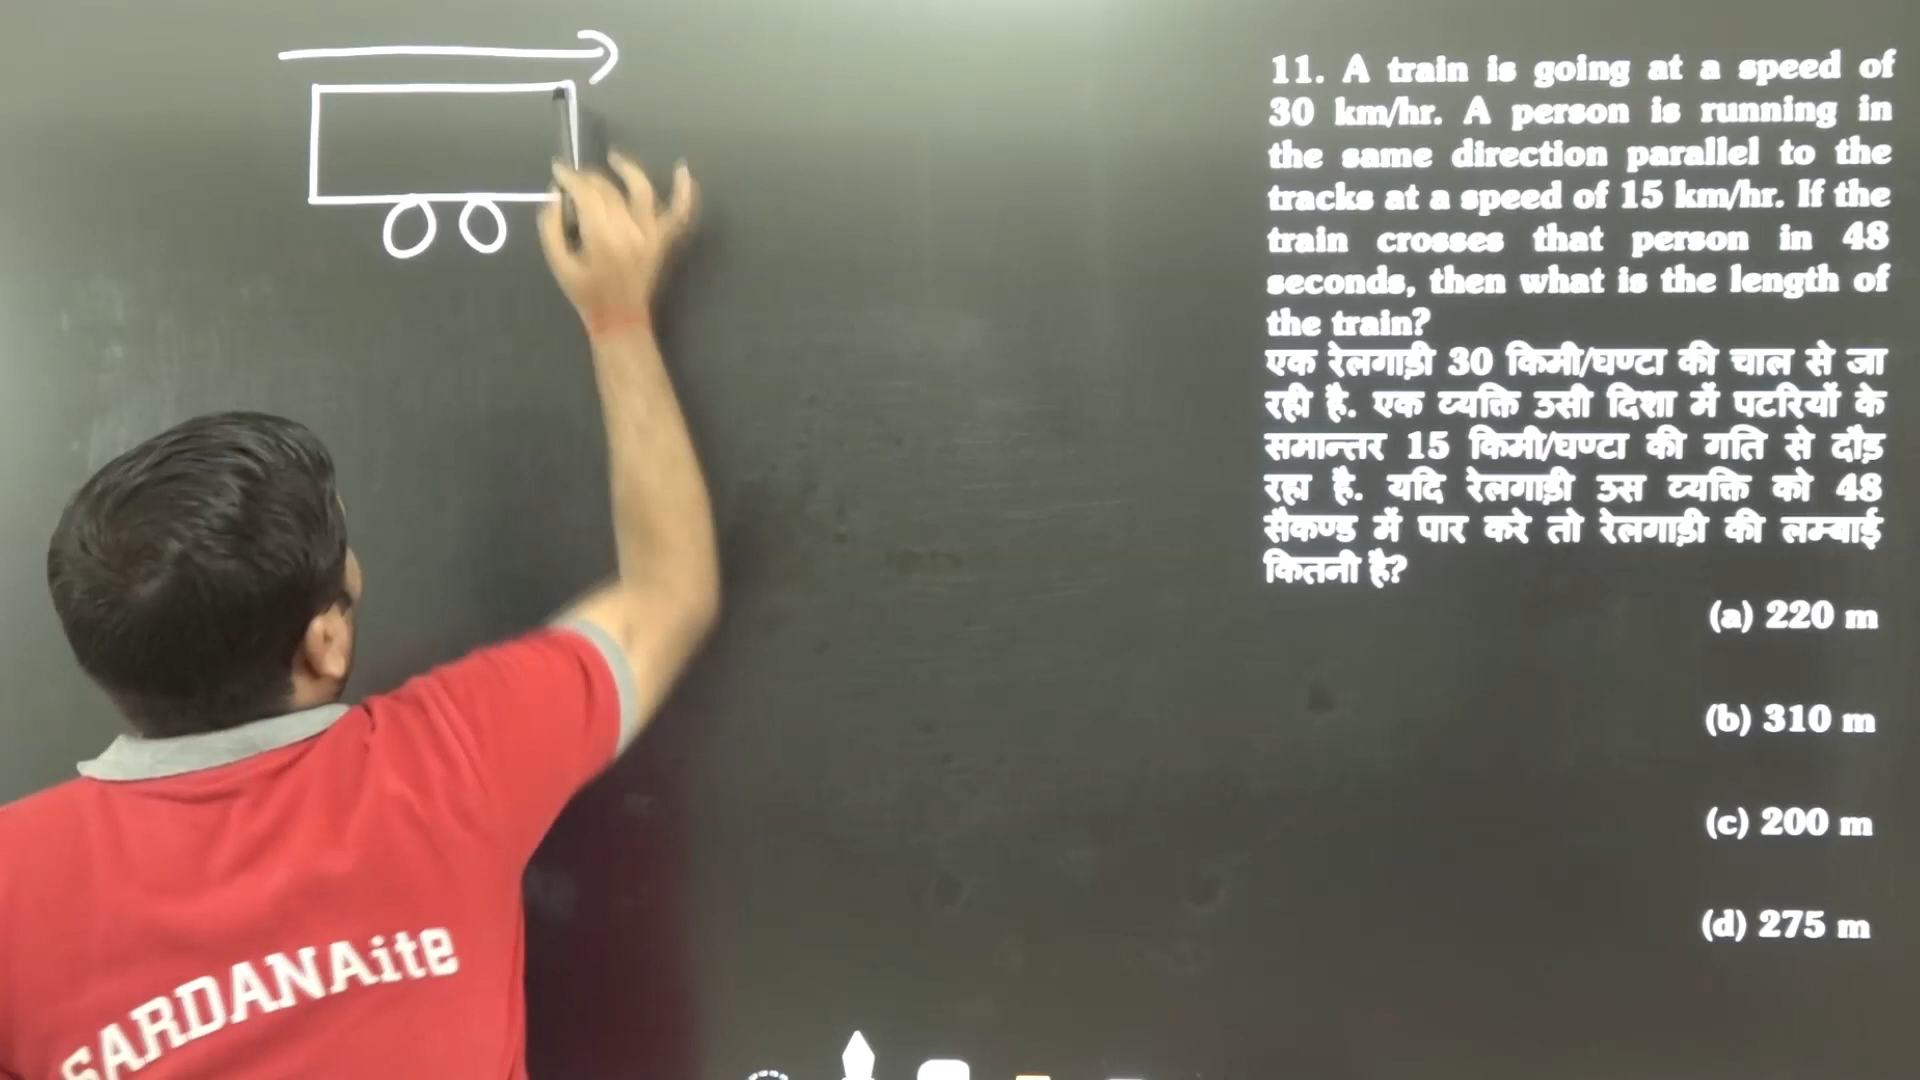 11. A train is going at a speed of
30 km/hr. A person is running in
the same direction parallel to the
tracks at a speed of 15 km/hr. If the
train crosses that person in 48
seconds, then what is the length of
the train?
एक रेलगाड़ी 30 किमी/घण्टा की चाल से जा
रही है. एक व्यक्ति उसी दिशा में पटरियों के
समान्तर 15 किमी/घण्टा की गति से दौड़
रहा है. यदि रेलगाड़ी उस व्यक्ति को 48
सैकण्ड में पार करे तो रेलगाड़ी की लम्बाई
कितनी है?
(a) 220 m
(b) 310 m
(c) 200 m
(d) 275 m
SARDANAite